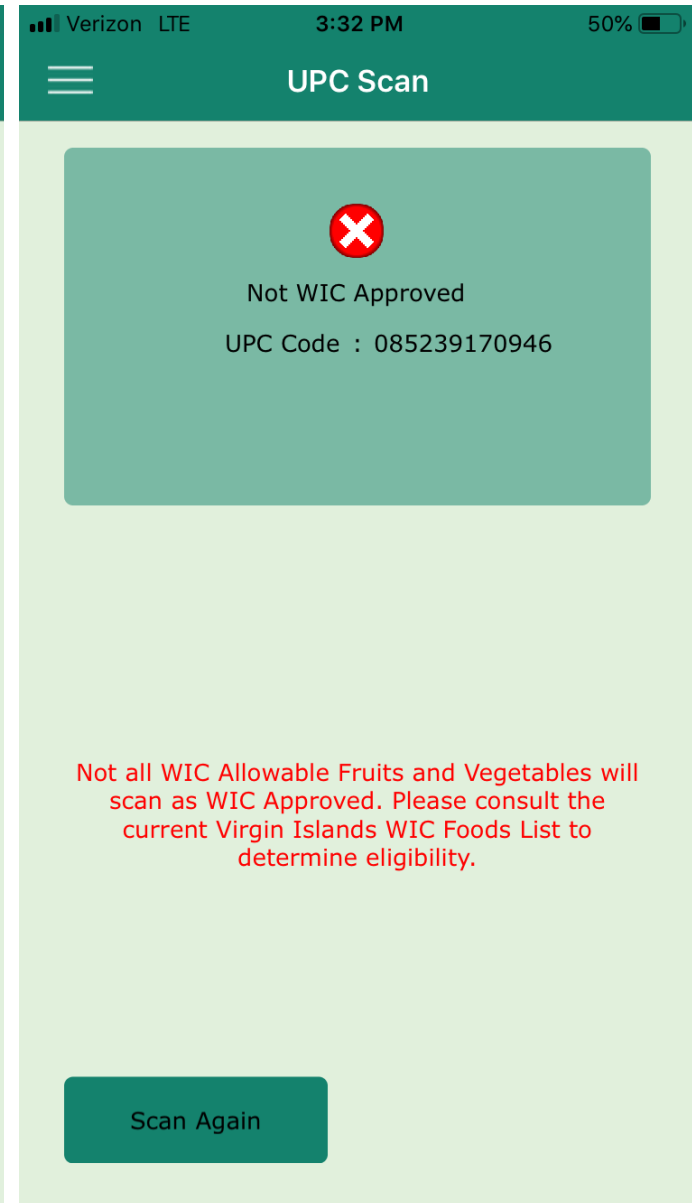 Verizon LTE 3:32 PM 50%
UPC Scan
Not WIC Approved
UPC Code : 085239170946
Not all WIC Allowable Fruits and Vegetables will
scan as WIC Approved. Please consult the
current Virgin Islands WIC Foods List to
determine eligibility.
Scan Again